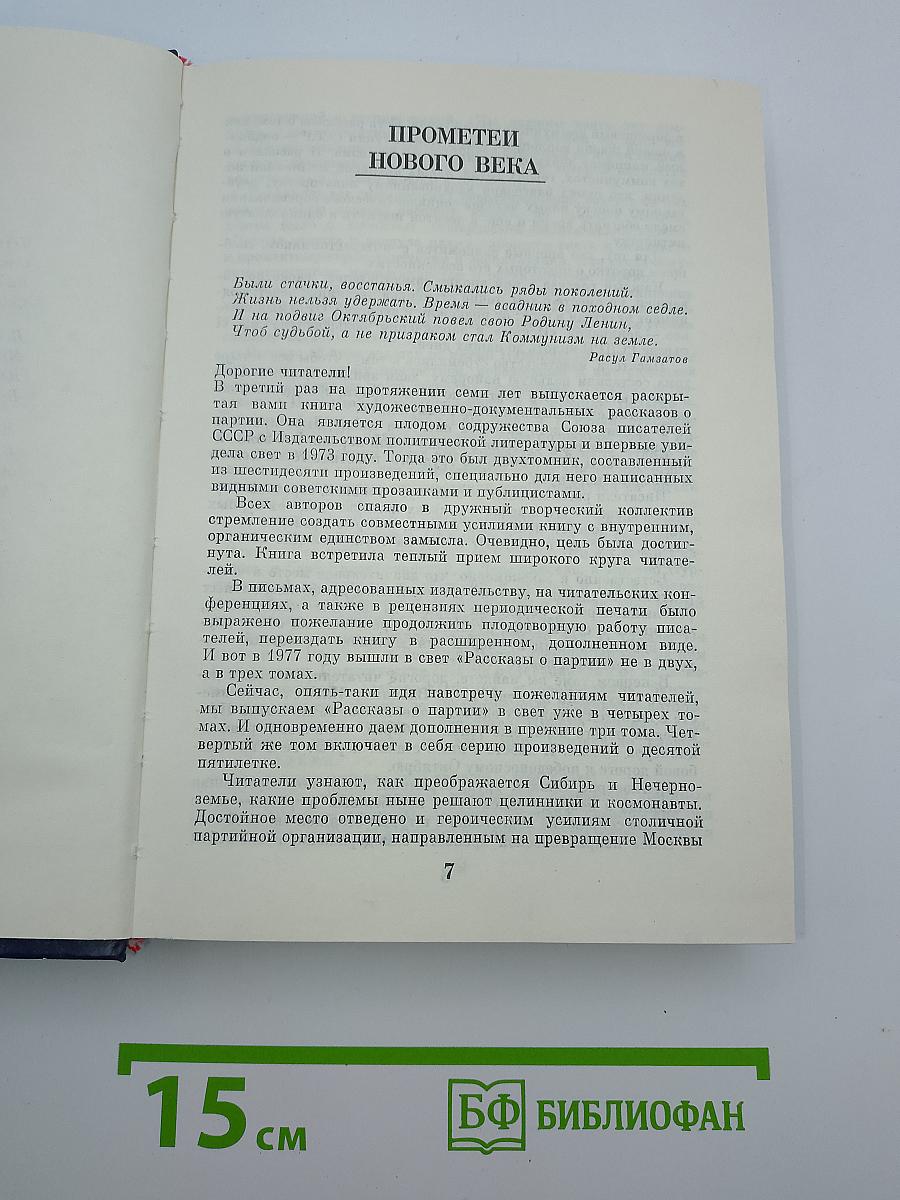 ПРОМЕТЕИ
НОВОГО ВЕКА
Были стачки, восстанья. Смыкались ряды поколений.
Жизнь нельзя удержать. Время — всадник в походном седле.
И на подвиг Октябрьский повел свою Родину Ленин,
Чтоб судьбой, а не призраком стал Коммунизм на земле.
Расул Гамзатов
Дорогие читатели!
В третий раз на протяжении семи лет выпускается раскры-
тая вами книга художественно-документальных рассказов о
партии. Она является плодом содружества Союза писателей
СССР с Издательством политической литературы и впервые уви-
дела свет в 1973 году. Тогда это был двухтомник, составленный
из шестидесяти произведений, специально для него написанных
видными советскими прозаиками и публицистами.
Всех авторов спаяло в дружный творческий коллектив
стремление создать совместными усилиями книгу с внутренним,
органическим единством замысла. Очевидно, цель была достиг-
нута. Книга встретила теплый прием широкого круга читате-
лей.
В письмах, адресованных издательству, на читательских кон-
ференциях, а также в рецензиях периодической печати было
выражено пожелание продолжить плодотворную работу писа-
телей, переиздать книгу в расширенном, дополненном виде.
И вот в 1977 году вышли в свет «Рассказы о партии» не в двух,
а в трех томах.
Сейчас, опять-таки идя навстречу пожеланиям читателей,
мы выпускаем «Рассказы о партии» в свет уже в четырех то-
мах. И одновременно даем дополнения в прежние три тома. Чет-
вертый же том включает в себя серию произведений о десятой
пятилетке.
Читатели узнают, как преображается Сибирь и Нечерно-
земье, какие проблемы ныне решают целинники и космонавты.
Достойное место отведено и героическим усилиям столичной
партийной организации, направленным на превращение Москвы
7
15 см
БФ БИБЛИОФАН